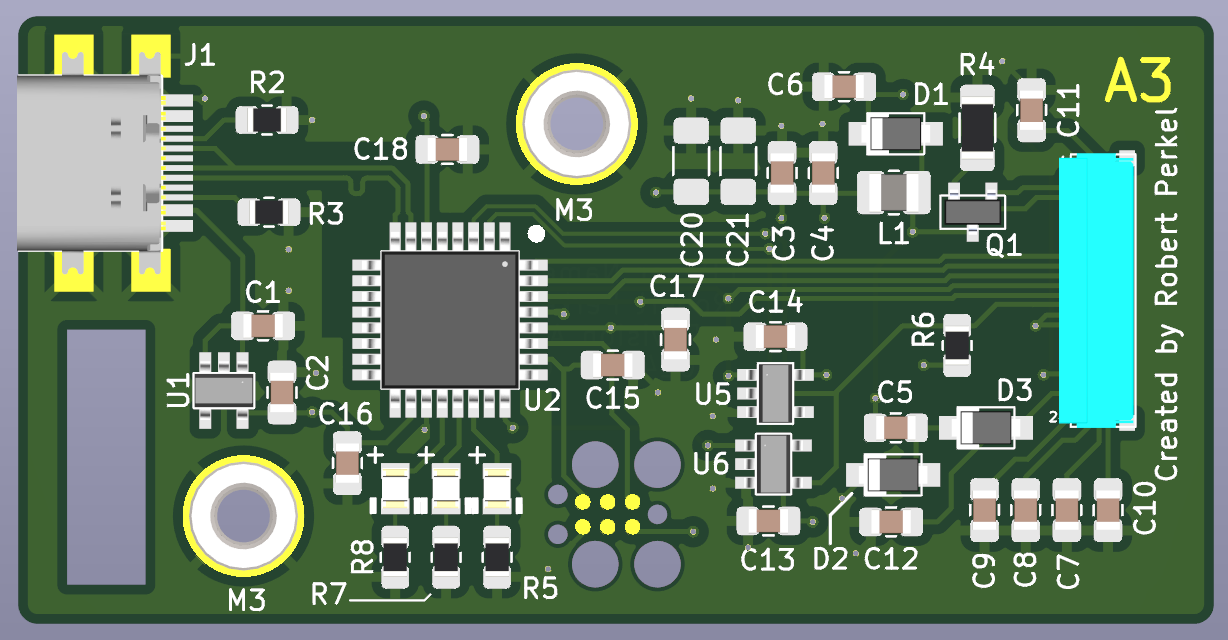 J1
R2
C18
R3
M3
C6
D1
R4
C11
A3
C20
C21
C3
C4
L1
Q1
Created by Robert Perkel
C1
U1
C2
C16
U2
C17
C15
C14
U5
U6
R6
C5
D3
2
+ + +
M3
R8
R7
R5
C13
D2
C12
C9
C8
C7
C10